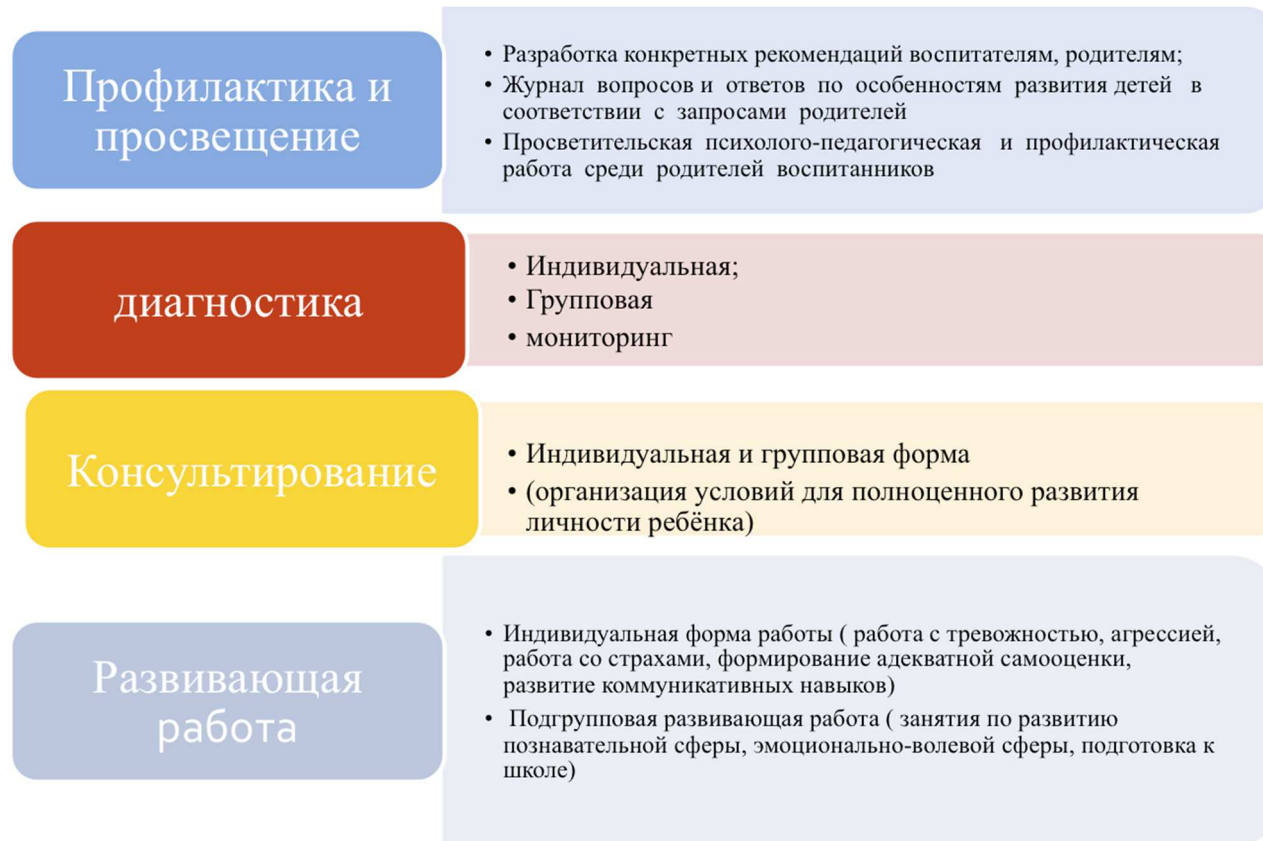 Профилактика и
просвещение
• Разработка конкретных рекомендаций воспитателям, родителям;
• Журнал вопросов и ответов по особенностям развития детей в
соответствии с запросами родителей
• Просветительская психолого-педагогическая и профилактическая
работа среди родителей воспитанников
диагностика
• Индивидуальная;
• Групповая
• мониторинг
Консультирование
• Индивидуальная и групповая форма
• (организация условий для полноценного развития
личности ребёнка)
Развивающая
работа
• Индивидуальная форма работы ( работа с тревожностью, агрессией,
работа со страхами, формирование адекватной самооценки,
развитие коммуникативных навыков)
• Подгрупповая развивающая работа ( занятия по развитию
познавательной сферы, эмоционально-волевой сферы, подготовка к
школе)